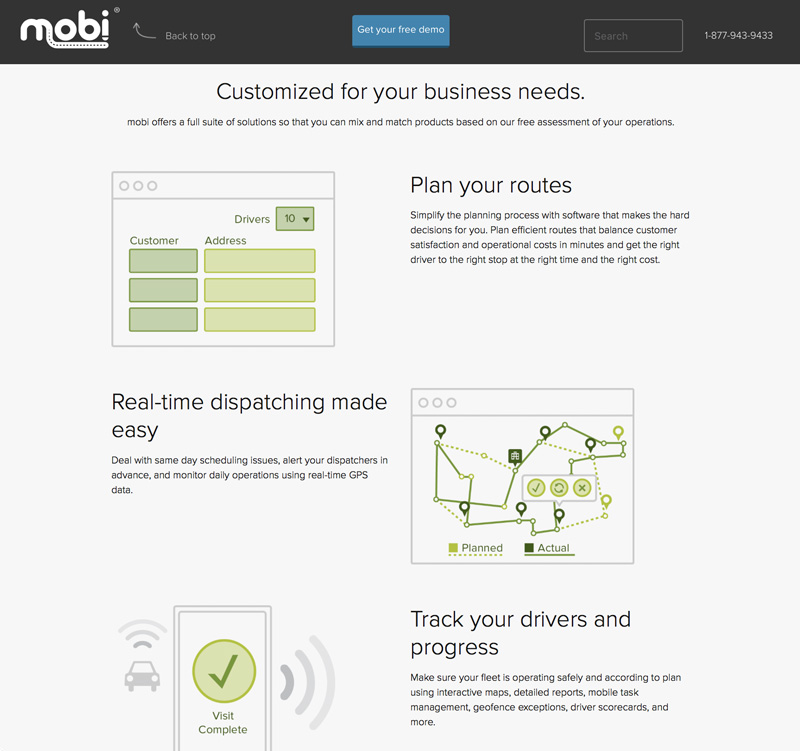 mobi®
Back to top
Get your free demo
Search
1-877-943-9433
Customized for your business needs.
mobi offers a full suite of solutions so that you can mix and match products based on our free assessment of your operations.
Drivers 10
Customer Address
Plan your routes
Simplify the planning process with software that makes the hard
decisions for you. Plan efficient routes that balance customer
satisfaction and operational costs in minutes and get the right
driver to the right stop at the right time and the right cost.
Real-time dispatching made
easy
Deal with same day scheduling issues, alert your dispatchers in
advance, and monitor daily operations using real-time GPS
data.
Planned Actual
Visit
Complete
Track your drivers and
progress
Make sure your fleet is operating safely and according to plan
using interactive maps, detailed reports, mobile task
management, geofence exceptions, driver scorecards, and
more.